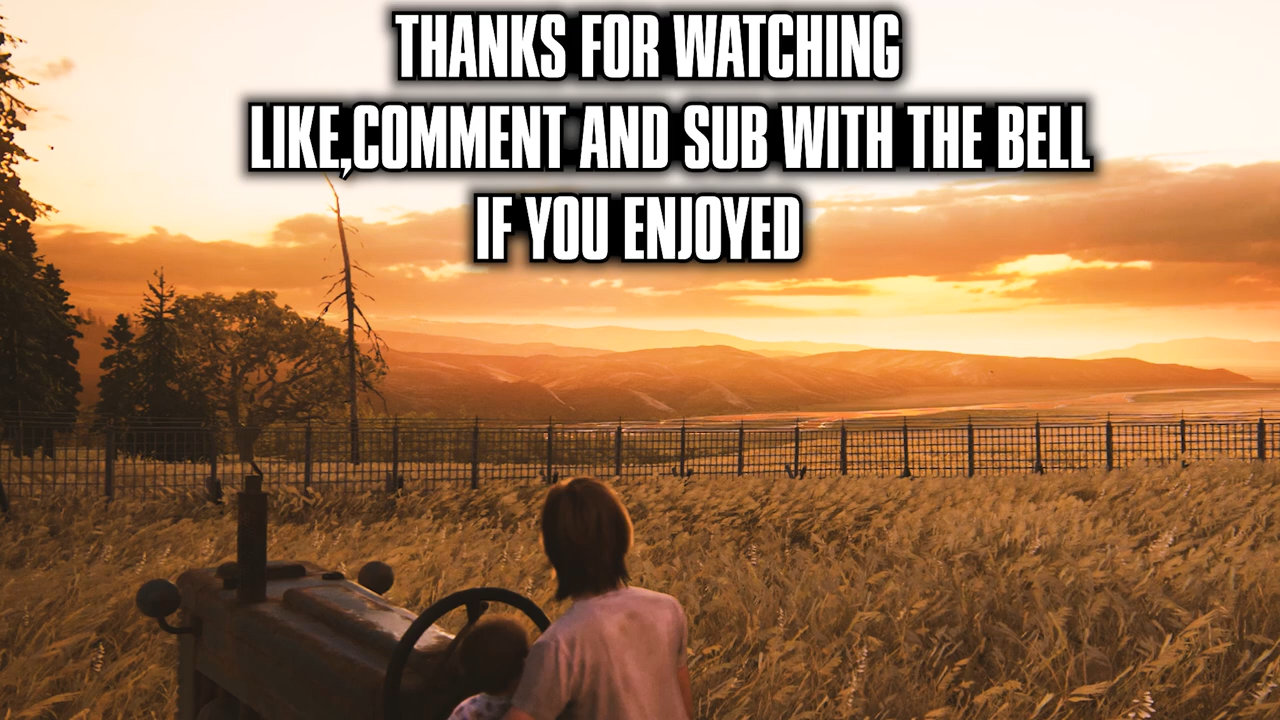 THANKS FOR WATCHING
LIKE,COMMENT AND SUB WITH THE BELL
IF YOU ENJOYED